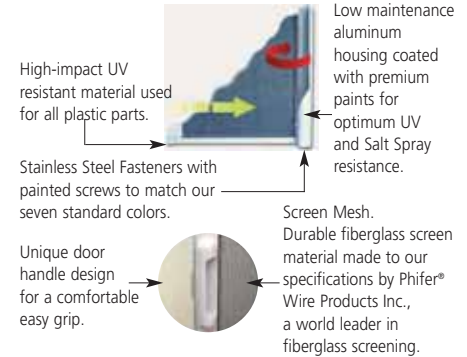 Low maintenance
aluminum
housing coated
with premium
paints for
optimum UV
and Salt Spray
resistance.
High-impact UV
resistant material used
for all plastic parts.
Stainless Steel Fasteners with
painted screws to match our
seven standard colors.
Unique door
handle design
for a comfortable
easy grip.
Screen Mesh.
Durable fiberglass screen
material made to our
specifications by Phifer®
Wire Products Inc.,
a world leader in
fiberglass screening.